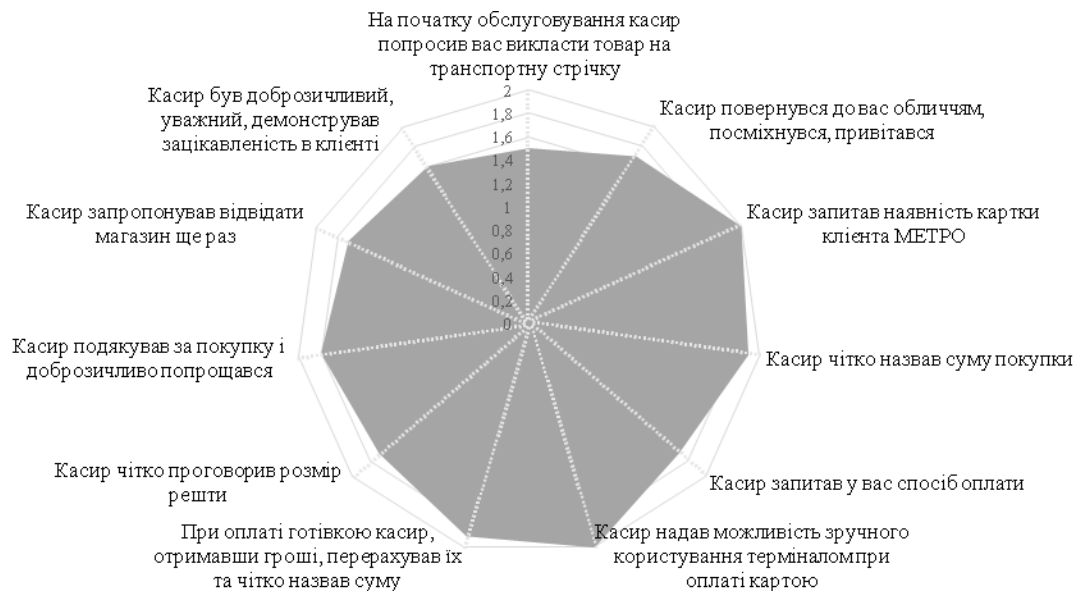 На початку обслуговування касир
попросив вас викласти товар на
транспортну стрічку
Касир повернувся до вас обличчям,
посміхнувся, привітався
Касир запитав наявність картки
клієнта МЕТРО
Касир чітко назвав суму покупки
Касир запитав у вас спосіб оплати
Касир надав можливість зручного
користування терміналомпри
оплаті картою
При оплаті готівкою касир,
отримавши гроші, перерахував їх
та чітко назвав суму
Касир чітко проговорив розмір
решти
Касир подякував за покупку і
доброзичливо попрощався
Касир запропонував відвідати
магазин ще раз
Касир був доброзичливий,
уважний, демонстрував
зацікавленість в клієнті
2
1,8
1,6
1,4
1,2
1
0,8
0,6
0,4
0,2
0